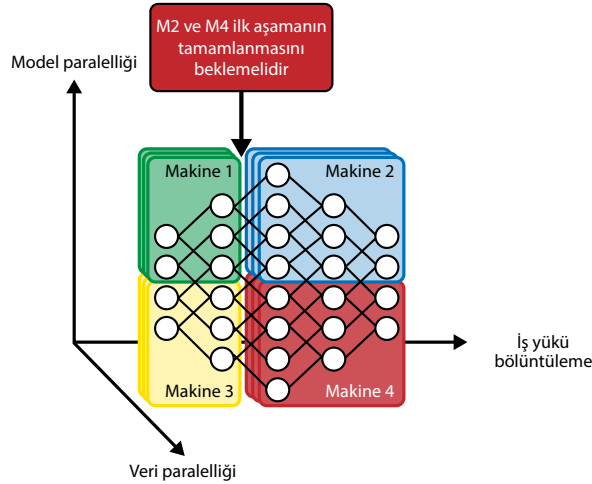 M2 ve M4 ilk aşamanın
tamamlanmasını
beklemelidir
Model paralelliği
Makine 1
Makine 2
Makine 3
Makine 4
İş yükü
bölüntüleme
Veri paralelliği